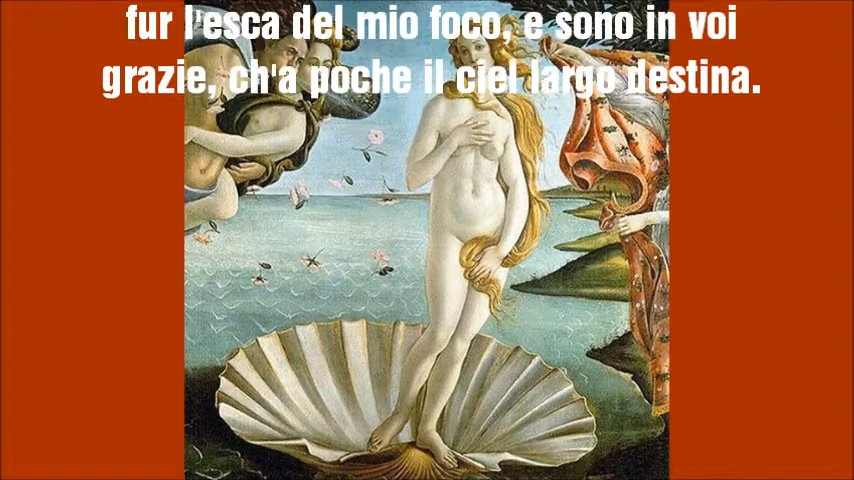 fur l'esca del mio foco, e sono in voi
grazie, ch'a poche il ciel largo destina.